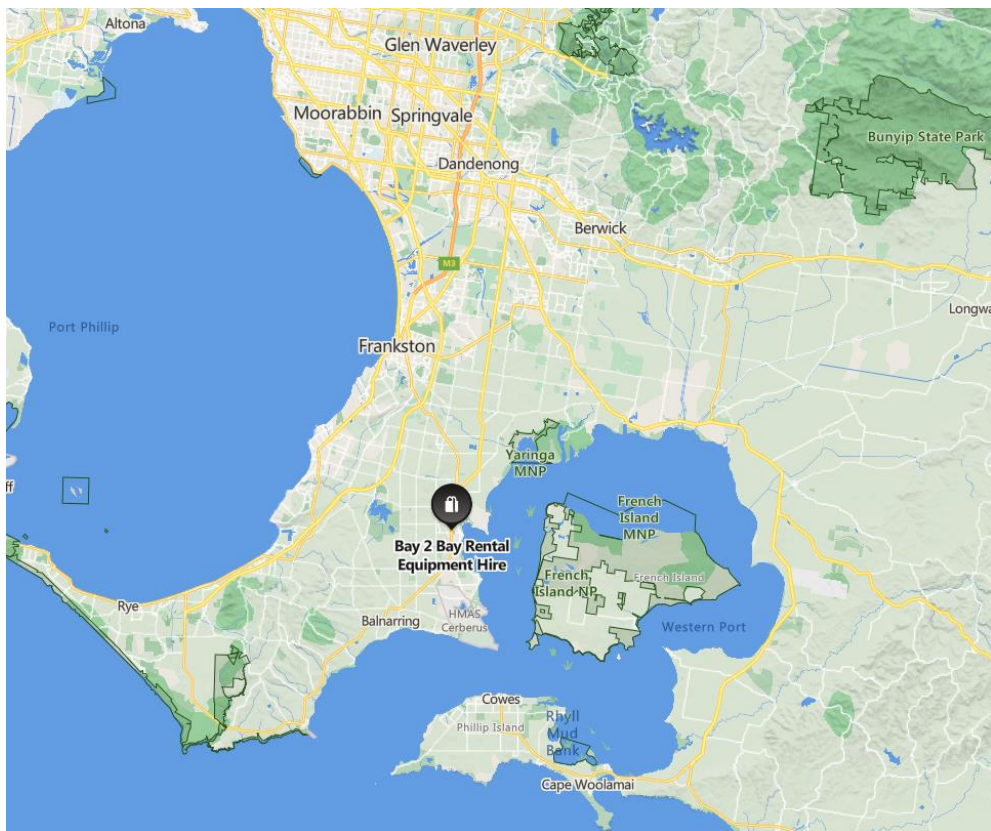 Altona
Glen Waverley
Moorabbin
Springvale
Bunyip State Park
Dandenong
Berwick
M3
Longwa
Port Phillip
Frankston
Yaringa
MNP
ff
French
Island
MNP
Bay 2 Bay Rental
Equipment Hire
French
Island NP
French Island
Rye
HMAS
Cerberus
Balnarring
Western Port
Cowes
Phillip Island
Rhyll
Mud
Bank
Cape Woolamai